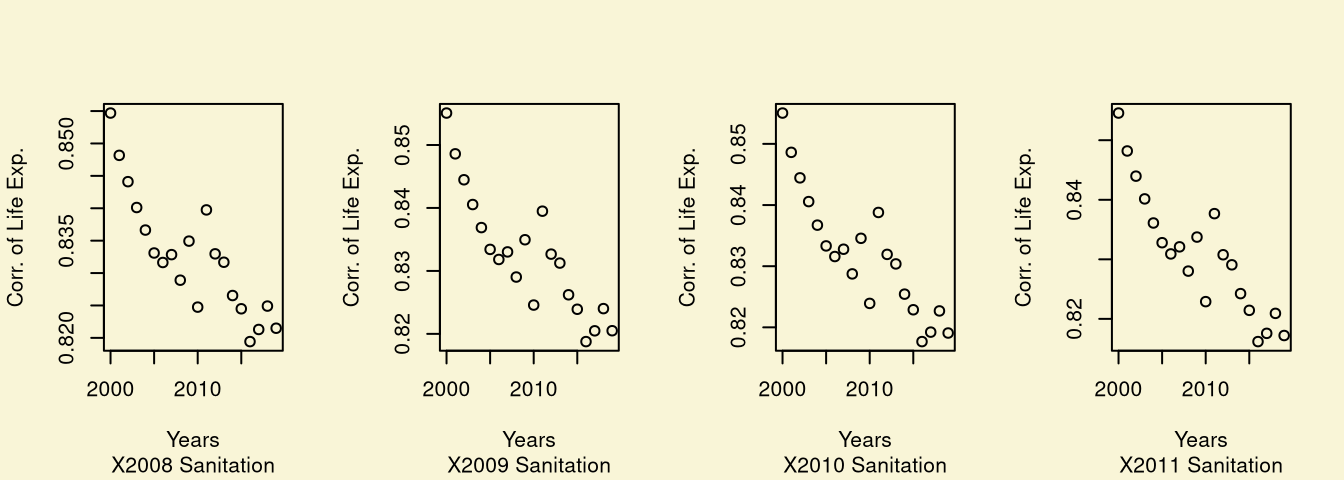 Corr. of Life Exp.
0.820 0.835 0.850
2000 2010
Years
X2008 Sanitation
Corr. of Life Exp.
0.82 0.83 0.84 0.85
2000 2010
Years
X2009 Sanitation
Corr. of Life Exp.
0.82 0.83 0.84 0.85
2000 2010
Years
X2010 Sanitation
Corr. of Life Exp.
0.82 0.84
2000 2010
Years
X2011 Sanitation